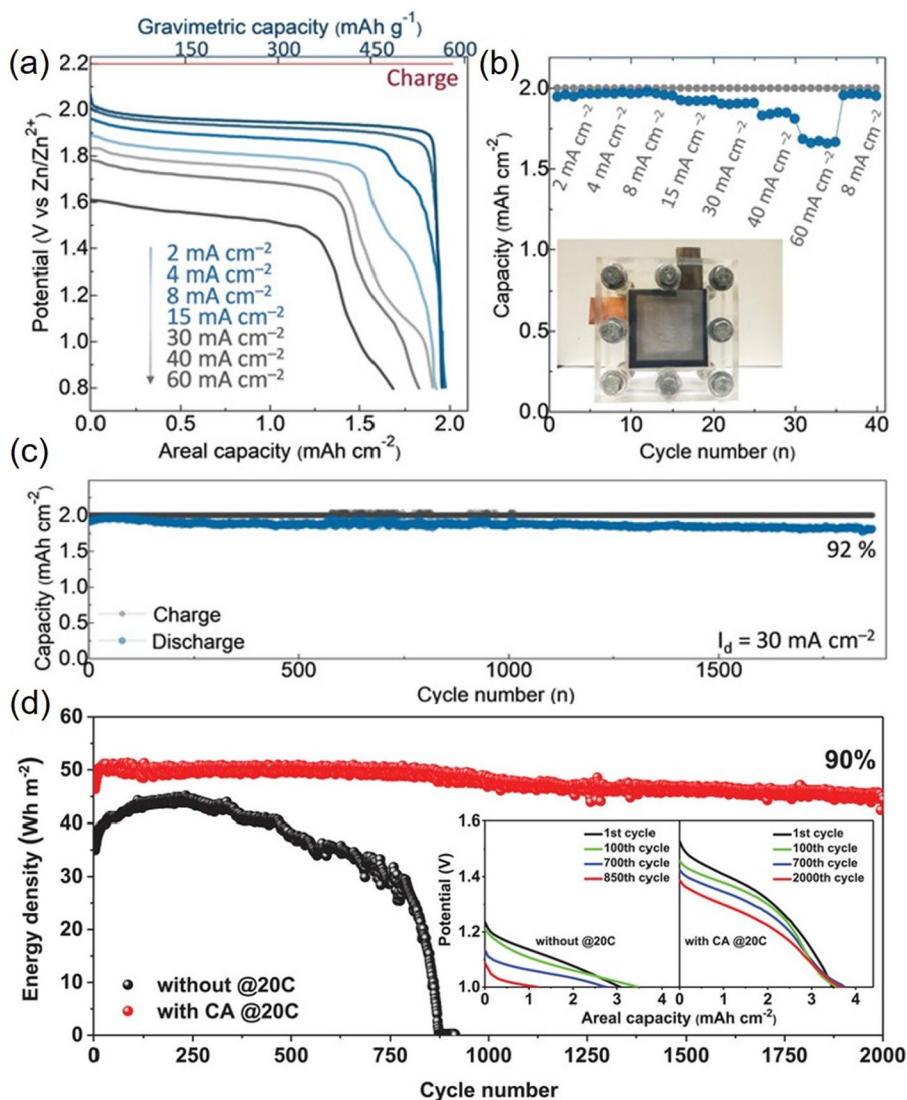 (a)
Gravimetric capacity (mAh g⁻¹)
150 300 450 600
2.2
2.0
1.8
1.6
1.4
1.2
1.0
0.8
Potential (V vs Zn/Zn²⁺)
Charge
2 mA cm⁻²
4 mA cm⁻²
8 mA cm⁻²
15 mA cm⁻²
30 mA cm⁻²
40 mA cm⁻²
60 mA cm⁻²
0.0 0.5 1.0 1.5 2.0
Areal capacity (mAh cm⁻²)
(b)
2.0
1.5
1.0
0.5
0.0
Capacity (mAh cm⁻²)
2 mA cm⁻²
4 mA cm⁻²
8 mA cm⁻²
15 mA cm⁻²
30 mA cm⁻²
40 mA cm⁻²
60 mA cm⁻²
8 mA cm⁻²
0 10 20 30 40
Cycle number (n)
(c)
Capacity (mAh cm⁻²)
2.0
1.5
1.0
0.5
0.0
92 %
Charge
Discharge
I_d = 30 mA cm⁻²
0 500 1000 1500
Cycle number (n)
(d)
60
50
40
30
20
10
0
Energy density (Wh m⁻²)
90%
without @20C
with CA @20C
1.6
1.4
1.2
1.0
Potential (V)
1st cycle
100th cycle
700th cycle
850th cycle
without @20C
1st cycle
100th cycle
700th cycle
2000th cycle
with CA @20C
0 1 2 3 4 0 1 2 3 4
Areal capacity (mAh cm⁻²)
0 250 500 750 1000 1250 1500 1750 2000
Cycle number